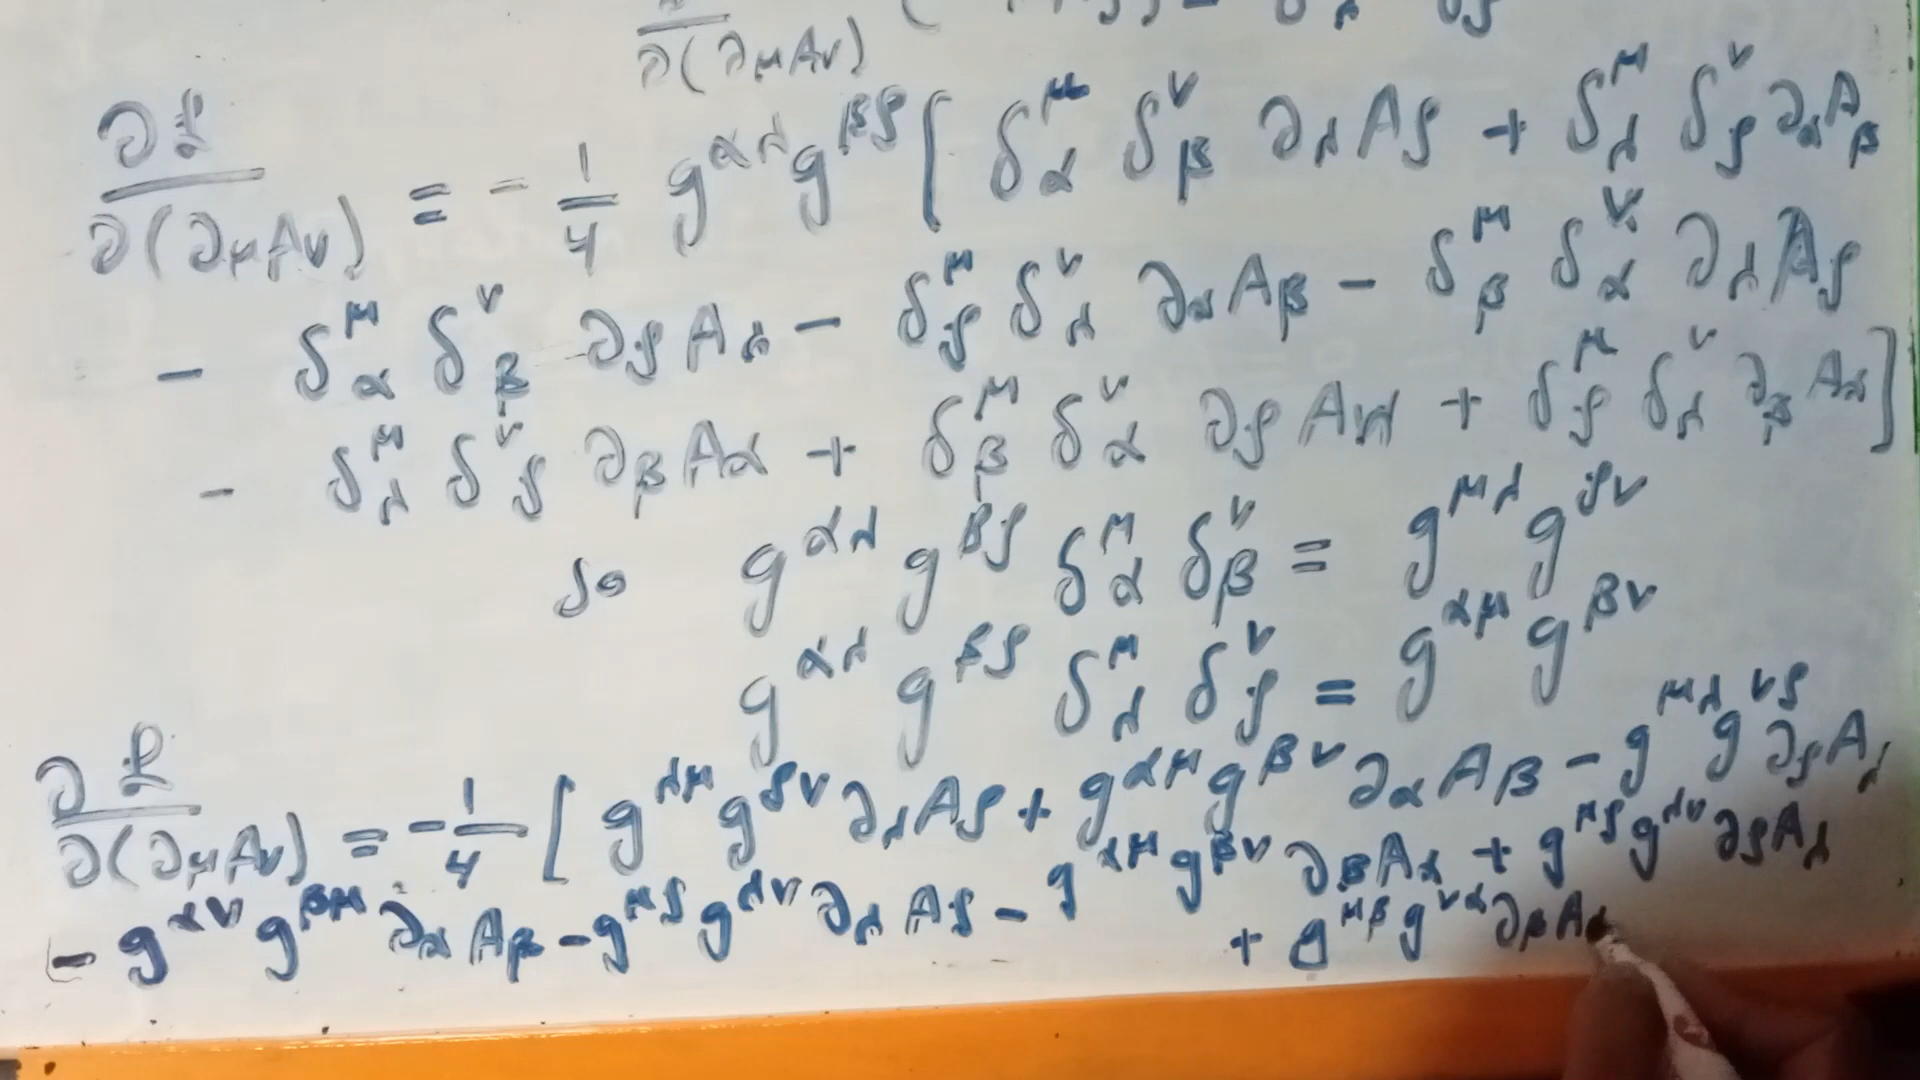 ∂(∂μAν)
∂ℒ/∂(∂μAν) = - 1/4 g^αλ g^βρ [ δ^μ_α δ^ν_β ∂λAρ + δ^μ_λ δ^ν_ρ ∂αAβ
- δ^μ_α δ^ν_β ∂ρAλ - δ^μ_ρ δ^ν_λ ∂αAβ - δ^μ_β δ^ν_α ∂λAρ
- δ^μ_λ δ^ν_ρ ∂βAα + δ^μ_β δ^ν_α ∂ρAλ + δ^μ_ρ δ^ν_λ ∂βAα ]
so g^αλ g^βρ δ^μ_α δ^ν_β = g^μλ g^ρν
g^αλ g^βρ δ^μ_λ δ^ν_ρ = g^αμ g^βν
∂ℒ/∂(∂μAν) = - 1/4 [ g^λμ g^ρν ∂λAρ + g^αμ g^βν ∂αAβ - g^μλ g^νρ ∂ρAλ
- g^αν g^βμ ∂αAβ - g^μρ g^λν ∂λAρ - g^αμ g^βν ∂βAα + g^μρ g^λν ∂ρAλ
+ g^μβ g^να ∂βAα